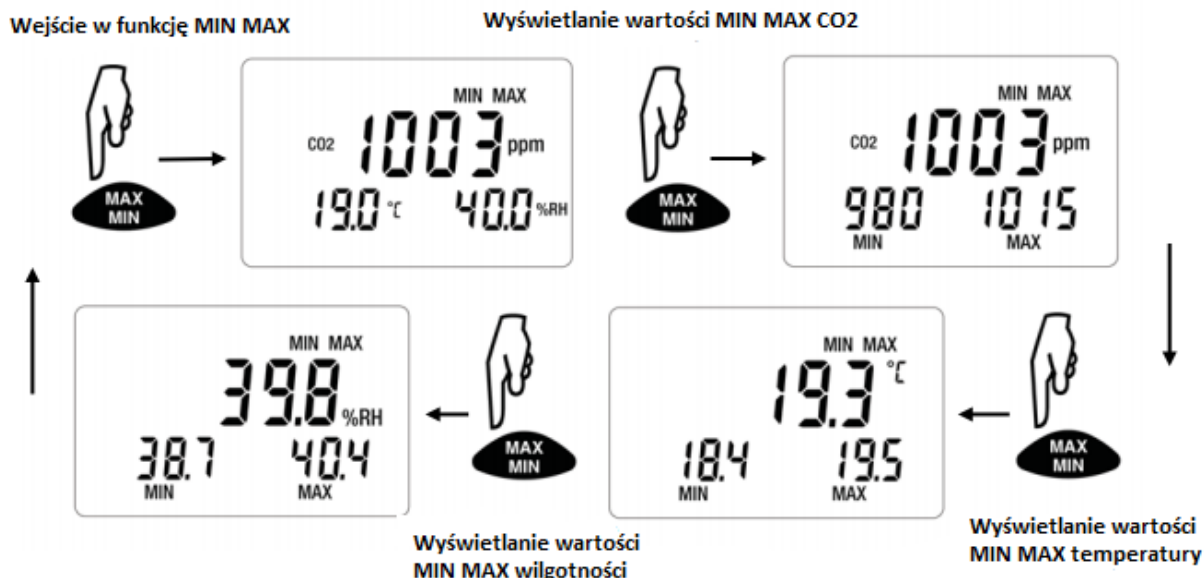 Wejście w funkcję MIN MAX
Wyświetlanie wartości MIN MAX CO2
MAX
MIN
MIN MAX
CO2 1003 ppm
19.0 °C 40.0 %RH
MAX
MIN
MIN MAX
CO2 1003 ppm
980 1015
MIN MAX
MIN MAX
39.8 %RH
38.7 40.4
MIN MAX
MAX
MIN
Wyświetlanie wartości
MIN MAX wilgotności
MIN MAX
19.3 °C
18.4 19.5
MIN MAX
MAX
MIN
Wyświetlanie wartości
MIN MAX temperatury